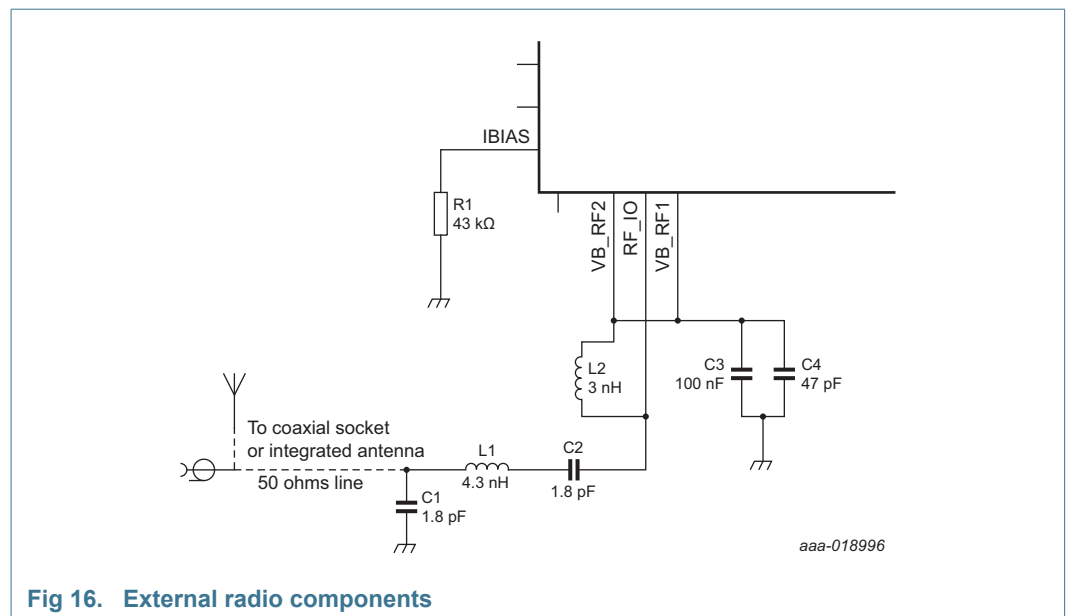 IBIAS
R1
43 kΩ
VB_RF2
RF_IO
VB_RF1
L2
3 nH
C3
100 nF
C4
47 pF
To coaxial socket
or integrated antenna
50 ohms line
L1
4.3 nH
C2
1.8 pF
C1
1.8 pF
aaa-018996
Fig 16. External radio components